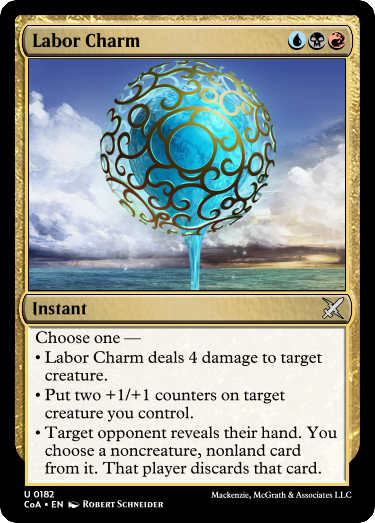 Labor Charm
Instant
Choose one —
• Labor Charm deals 4 damage to target
creature.
• Put two +1/+1 counters on target
creature you control.
• Target opponent reveals their hand. You
choose a noncreature, nonland card
from it. That player discards that card.
U 0182
CoA • EN Robert Schneider
Mackenzie, McGrath & Associates LLC